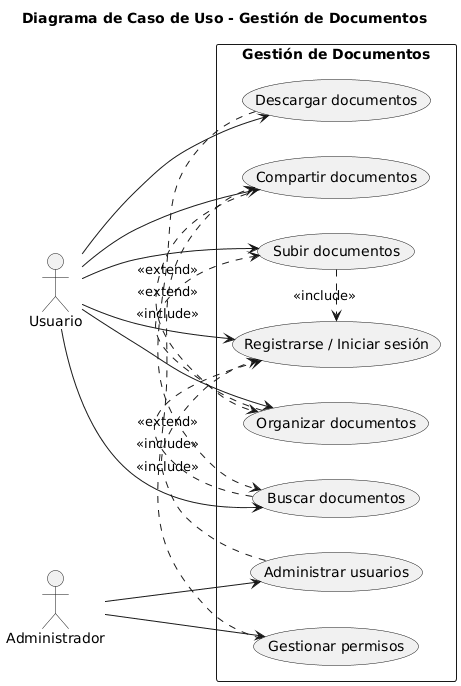 Diagrama de Caso de Uso - Gestión de Documentos
Gestión de Documentos
Descargar documentos
Compartir documentos
Subir documentos
«extend»
«extend»
«include»
«include»
Usuario
Registrarse / Iniciar sesión
Organizar documentos
«extend»
«include»
«include»
Buscar documentos
Administrar usuarios
Administrador
Gestionar permisos